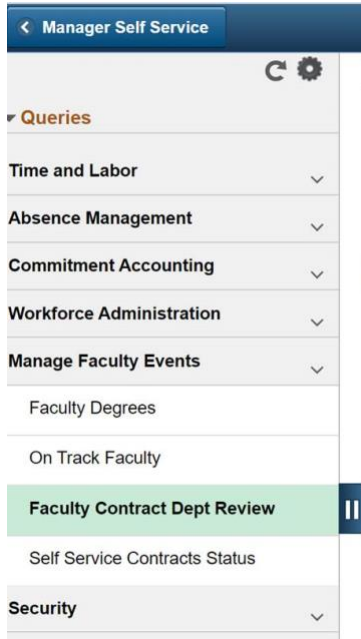 Manager Self Service
Queries
Time and Labor
Absence Management
Commitment Accounting
Workforce Administration
Manage Faculty Events
Faculty Degrees
On Track Faculty
Faculty Contract Dept Review
Self Service Contracts Status
Security